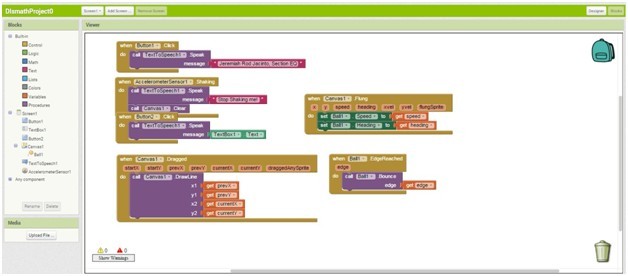 DiamathProject0
Screen1
Add Screen ...
Remove Screen
Designer
Blocks
Blocks
Viewer
Built-in
Control
Logic
Math
Text
Lists
Colors
Variables
Procedures
Screen1
Button1
TextBox1
Button2
Canvas1
Ball1
TextToSpeech1
AccelerometerSensor1
Any component
Rename
Delete
Media
Upload File ...
when Button1 .Click
do call TextToSpeech1 .Speak
message " Jeremiah Rod Jacinto, Section "
when AccelerometerSensor1 .Shaking
do call TextToSpeech1 .Speak
message " Stop Shaking me! "
call Canvas1 .Clear
when Button2 .Click
do call TextToSpeech1 .Speak
message TextBox1 . Text
when Canvas1 .Dragged
startX startY prevX prevY currentX currentY draggedAnySprite
do call Canvas1 .DrawLine
x1 get prevX
y1 get prevY
x2 get currentX
y2 get currentY
when Canvas1 .Flung
x y speed heading xvel yvel flungSprite
do set Ball1 . Speed to get speed
set Ball1 . Heading to get heading
when Ball1 .EdgeReached
edge
do call Ball1 .Bounce
edge get edge
0
0
Show Warnings